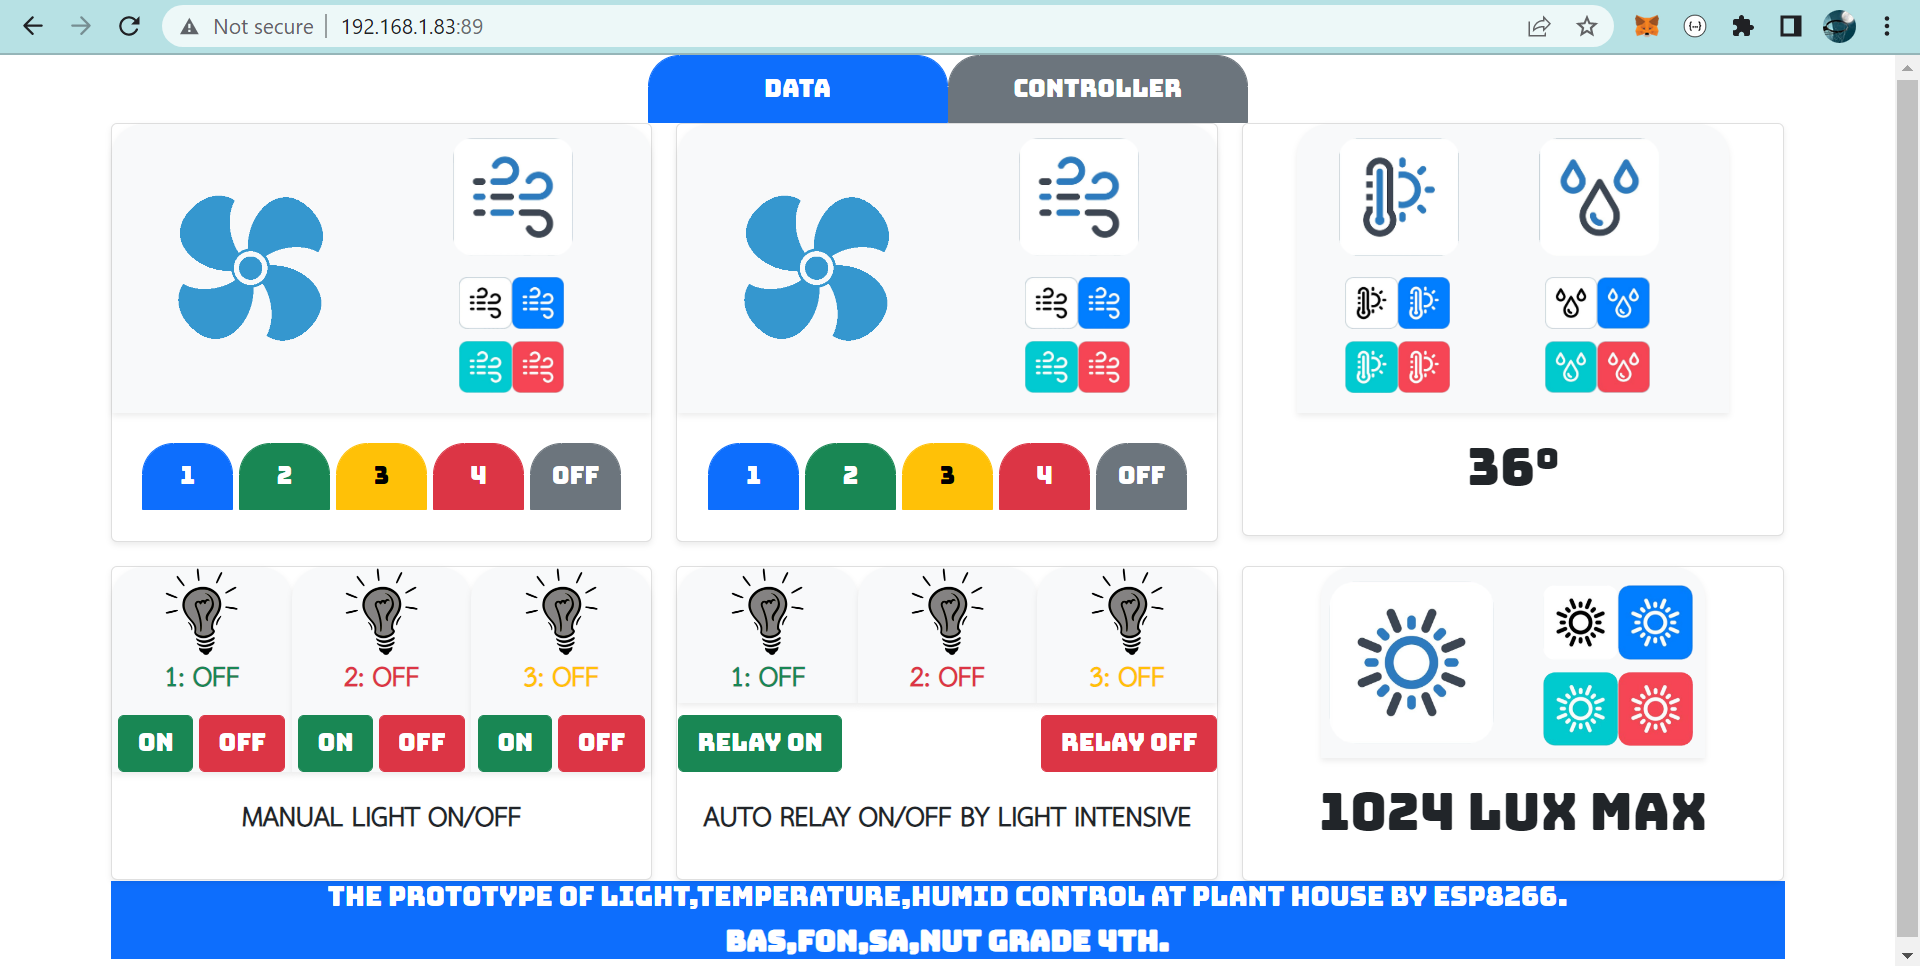 Not secure 192.168.1.83:89
DATA CONTROLLER
1 2 3 4 OFF
1 2 3 4 OFF
36º
1: OFF 2: OFF 3: OFF
ON OFF ON OFF ON OFF
MANUAL LIGHT ON/OFF
1: OFF 2: OFF 3: OFF
RELAY ON RELAY OFF
AUTO RELAY ON/OFF BY LIGHT INTENSIVE
1024 LUX MAX
THE PROTOTYPE OF LIGHT,TEMPERATURE,HUMID CONTROL AT PLANT HOUSE BY ESP8266.
BAS,FON,SA,NUT GRADE 4TH.